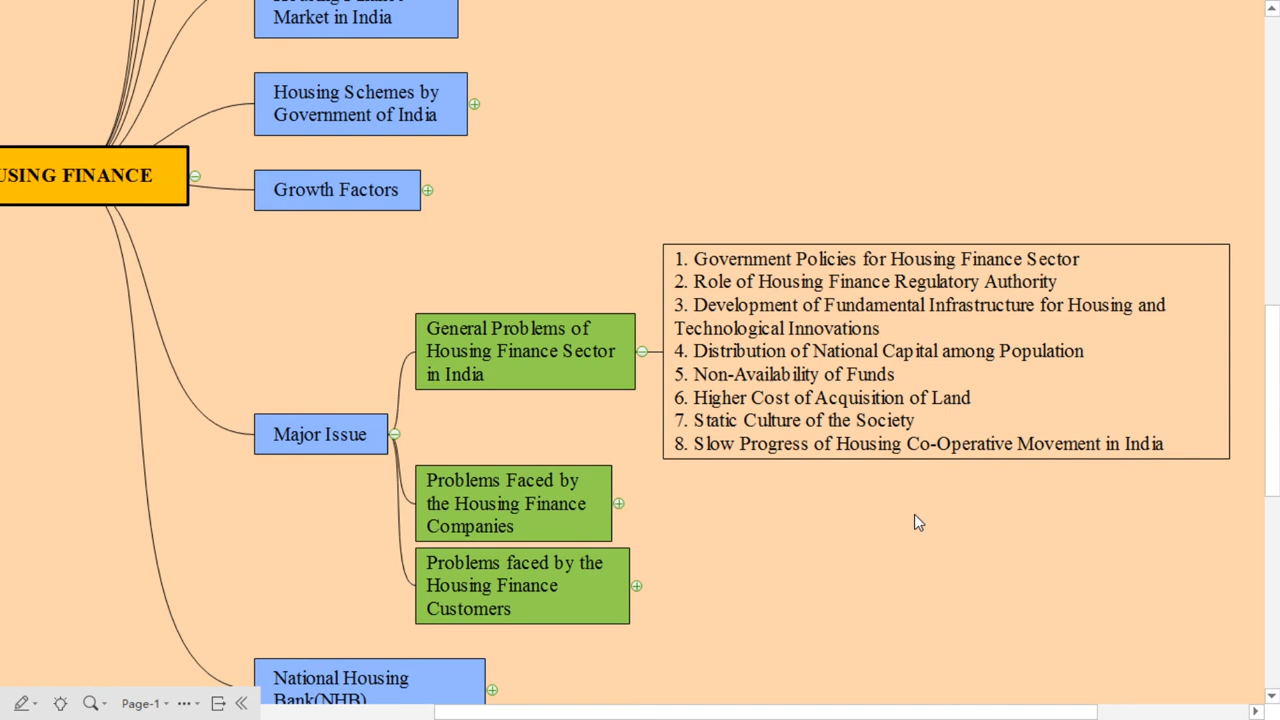 Market in India
Housing Schemes by
Government of India
USING FINANCE
Growth Factors
1. Government Policies for Housing Finance Sector
2. Role of Housing Finance Regulatory Authority
3. Development of Fundamental Infrastructure for Housing and
Technological Innovations
4. Distribution of National Capital among Population
5. Non-Availability of Funds
6. Higher Cost of Acquisition of Land
7. Static Culture of the Society
8. Slow Progress of Housing Co-Operative Movement in India
General Problems of
Housing Finance Sector
in India
Major Issue
Problems Faced by
the Housing Finance
Companies
Problems faced by the
Housing Finance
Customers
National Housing
Bank(NHB)
Page-1